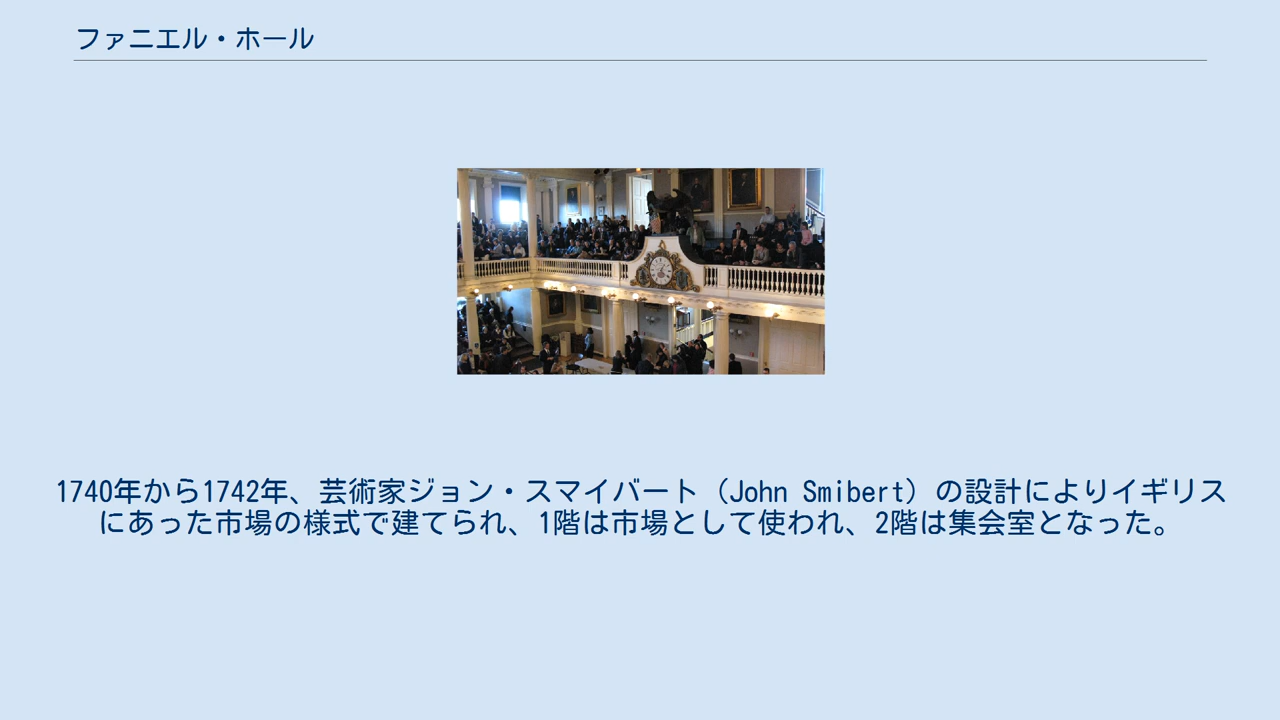 ファニエル・ホール
1740年から1742年、芸術家ジョン・スマイバート（John Smibert）の設計によりイギリス
にあった市場の様式で建てられ、1階は市場として使われ、2階は集会室となった。